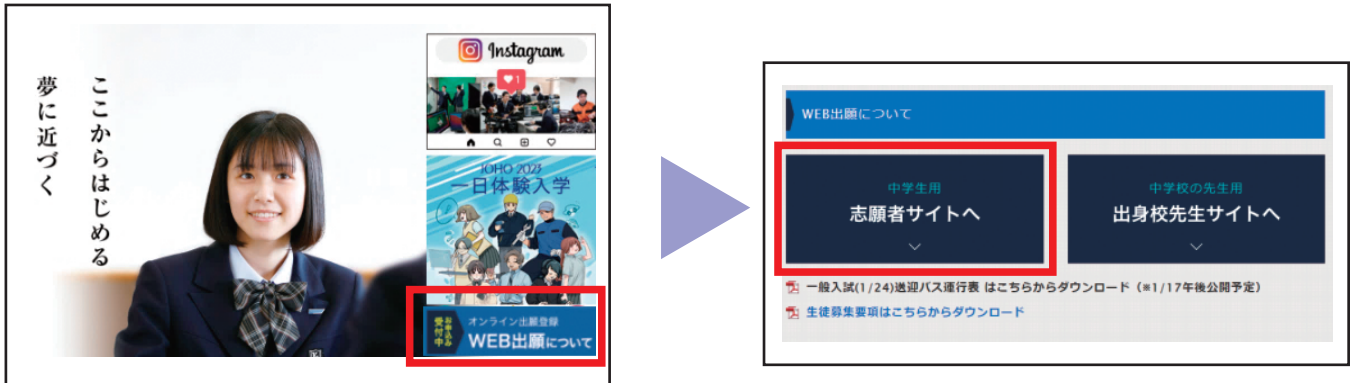 ここからはじめる
夢に近づく
Instagram
1
JOHO 2023
一日体験入学
お申込み
受付中
オンライン出願登録
WEB出願について
WEB出願について
中学生用
志願者サイトへ
中学校の先生用
出身校先生サイトへ
一般入試(1/24)送迎バス運行表 はこちらからダウンロード (※1/17午後公開予定)
生徒募集要項はこちらからダウンロード